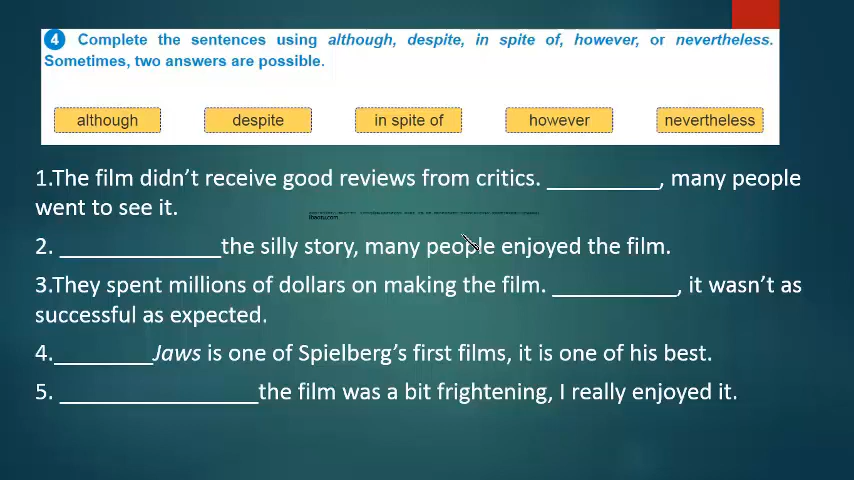 4 Complete the sentences using although, despite, in spite of, however, or nevertheless.
Sometimes, two answers are possible.
although despite in spite of however nevertheless
1.The film didn't receive good reviews from critics. __________, many people
went to see it.
2. ______________the silly story, many people enjoyed the film.
3.They spent millions of dollars on making the film. ___________, it wasn't as
successful as expected.
4._________Jaws is one of Spielberg's first films, it is one of his best.
5. _________________the film was a bit frightening, I really enjoyed it.